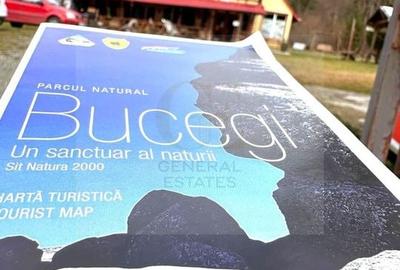 PARCUL NATURAL
Bucegi
Un sanctuar al naturii
Sit Natura 2000
GENERAL
ESTATES
HARTĂ TURISTICĂ
TOURIST MAP